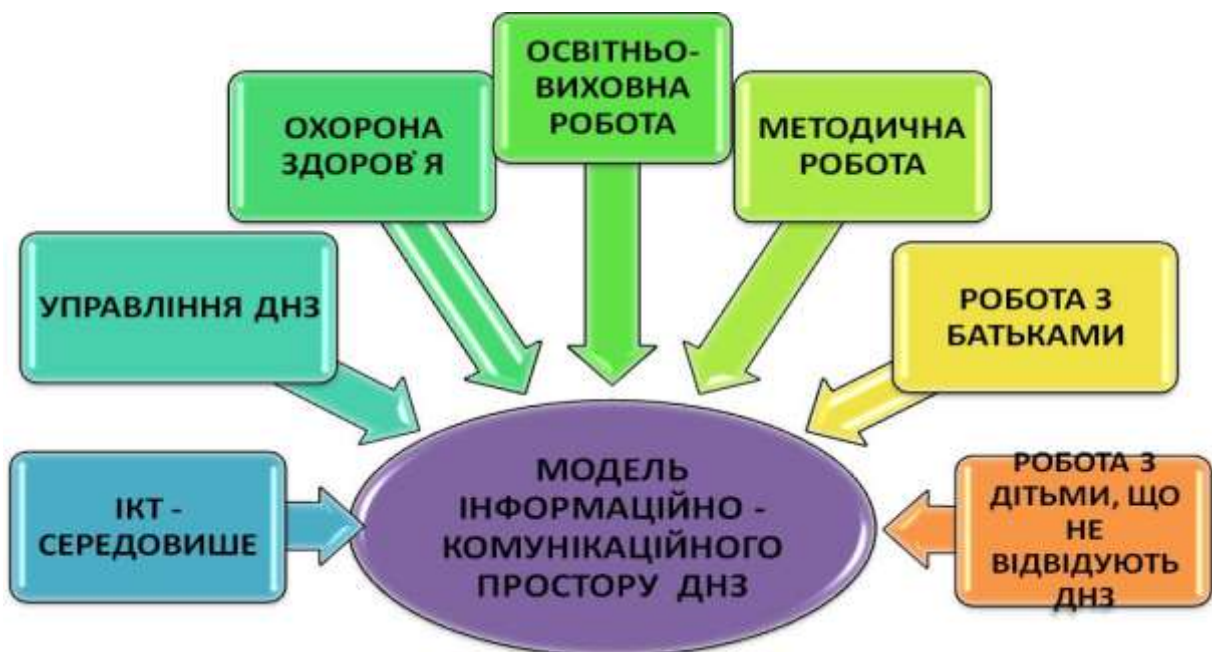 ОСВІТНЬО-
ВИХОВНА
РОБОТА
ОХОРОНА
ЗДОРОВ`Я
МЕТОДИЧНА
РОБОТА
УПРАВЛІННЯ ДНЗ
РОБОТА З
БАТЬКАМИ
ІКТ -
СЕРЕДОВИШЕ
МОДЕЛЬ
ІНФОРМАЦІЙНО -
КОМУНІКАЦІЙНОГО
ПРОСТОРУ ДНЗ
РОБОТА З
ДІТЬМИ, ЩО
НЕ
ВІДВІДУЮТЬ
ДНЗ